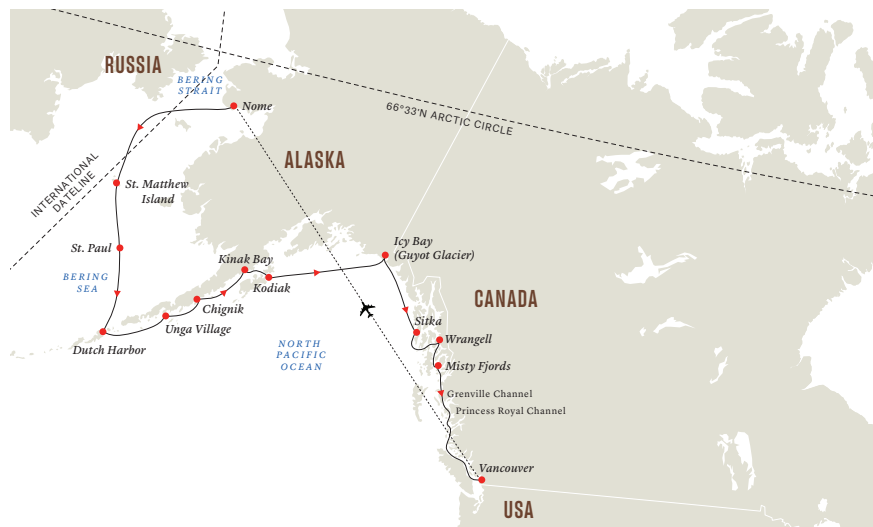 RUSSIA
BERING
STRAIT
Nome
66°33'N ARCTIC CIRCLE
ALASKA
INTERNATIONAL
DATELINE
St. Matthew
Island
St. Paul
Icy Bay
(Guyot Glacier)
Kinak Bay
BERING
SEA
Kodiak
CANADA
Chignik
Sitka
Unga Village
Wrangell
Dutch Harbor
NORTH
PACIFIC
OCEAN
Misty Fjords
Grenville Channel
Princess Royal Channel
Vancouver
USA